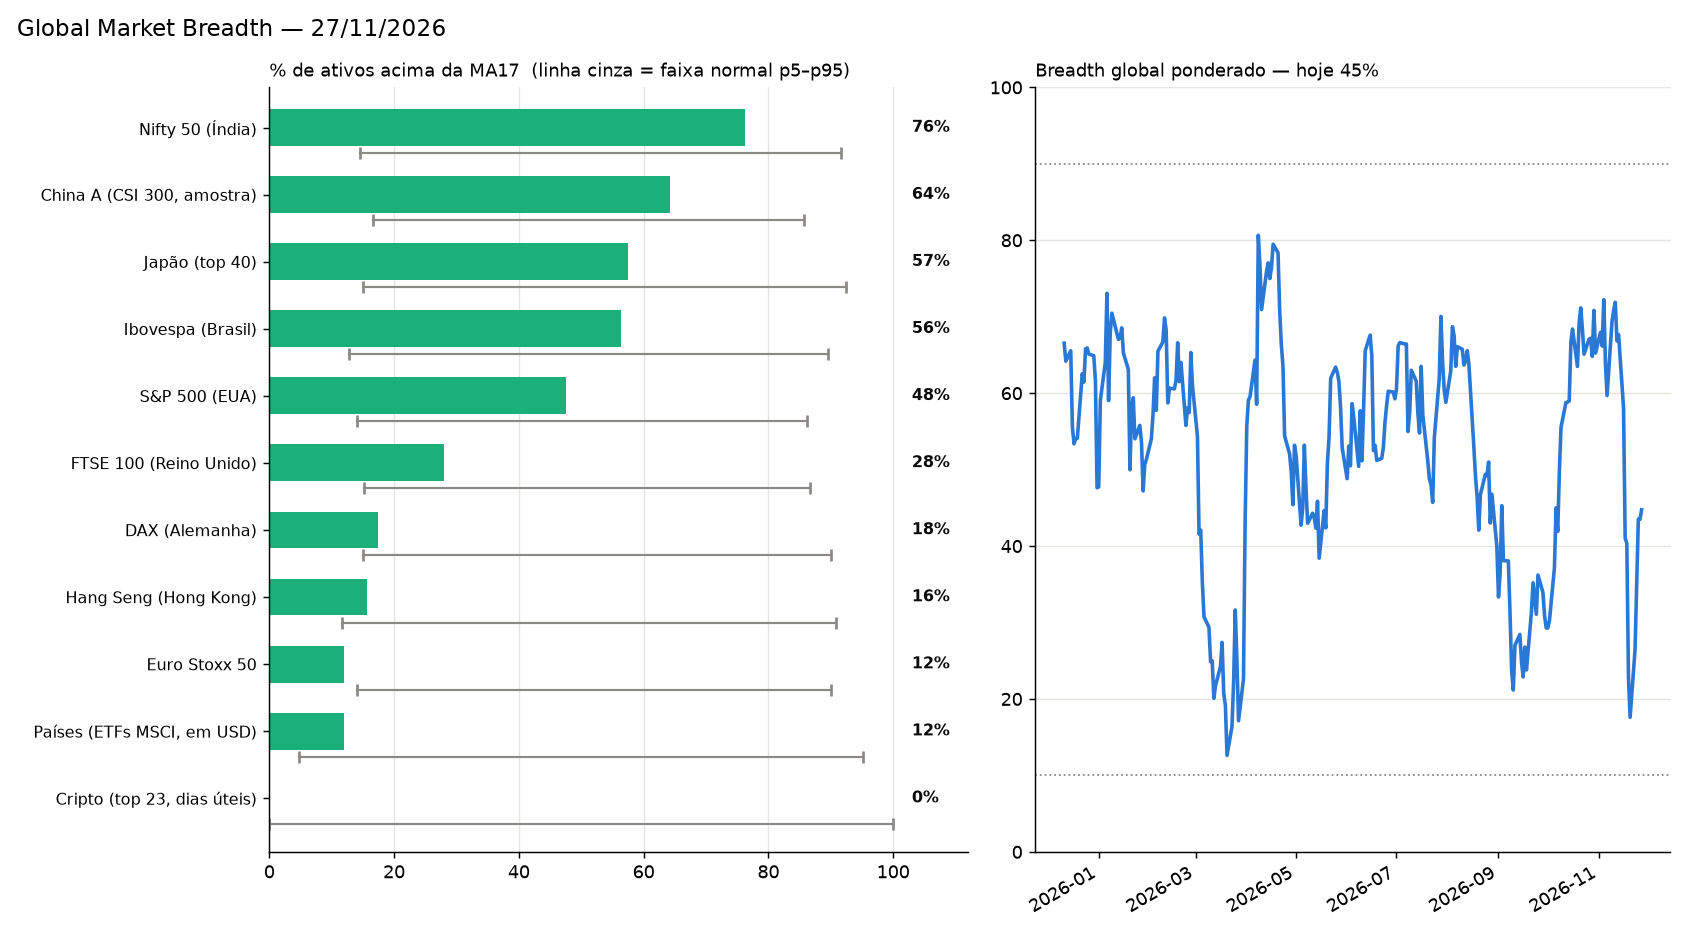 Global Market Breadth — 27/11/2026
% de ativos acima da MA17  (linha cinza = faixa normal p5–p95)
Nifty 50 (Índia) 76%
China A (CSI 300, amostra) 64%
Japão (top 40) 57%
Ibovespa (Brasil) 56%
S&P 500 (EUA) 48%
FTSE 100 (Reino Unido) 28%
DAX (Alemanha) 18%
Hang Seng (Hong Kong) 16%
Euro Stoxx 50 12%
Países (ETFs MSCI, em USD) 12%
Cripto (top 23, dias úteis) 0%
0 20 40 60 80 100
Breadth global ponderado — hoje 45%
100
80
60
40
20
0
2026-01 2026-03 2026-05 2026-07 2026-09 2026-11